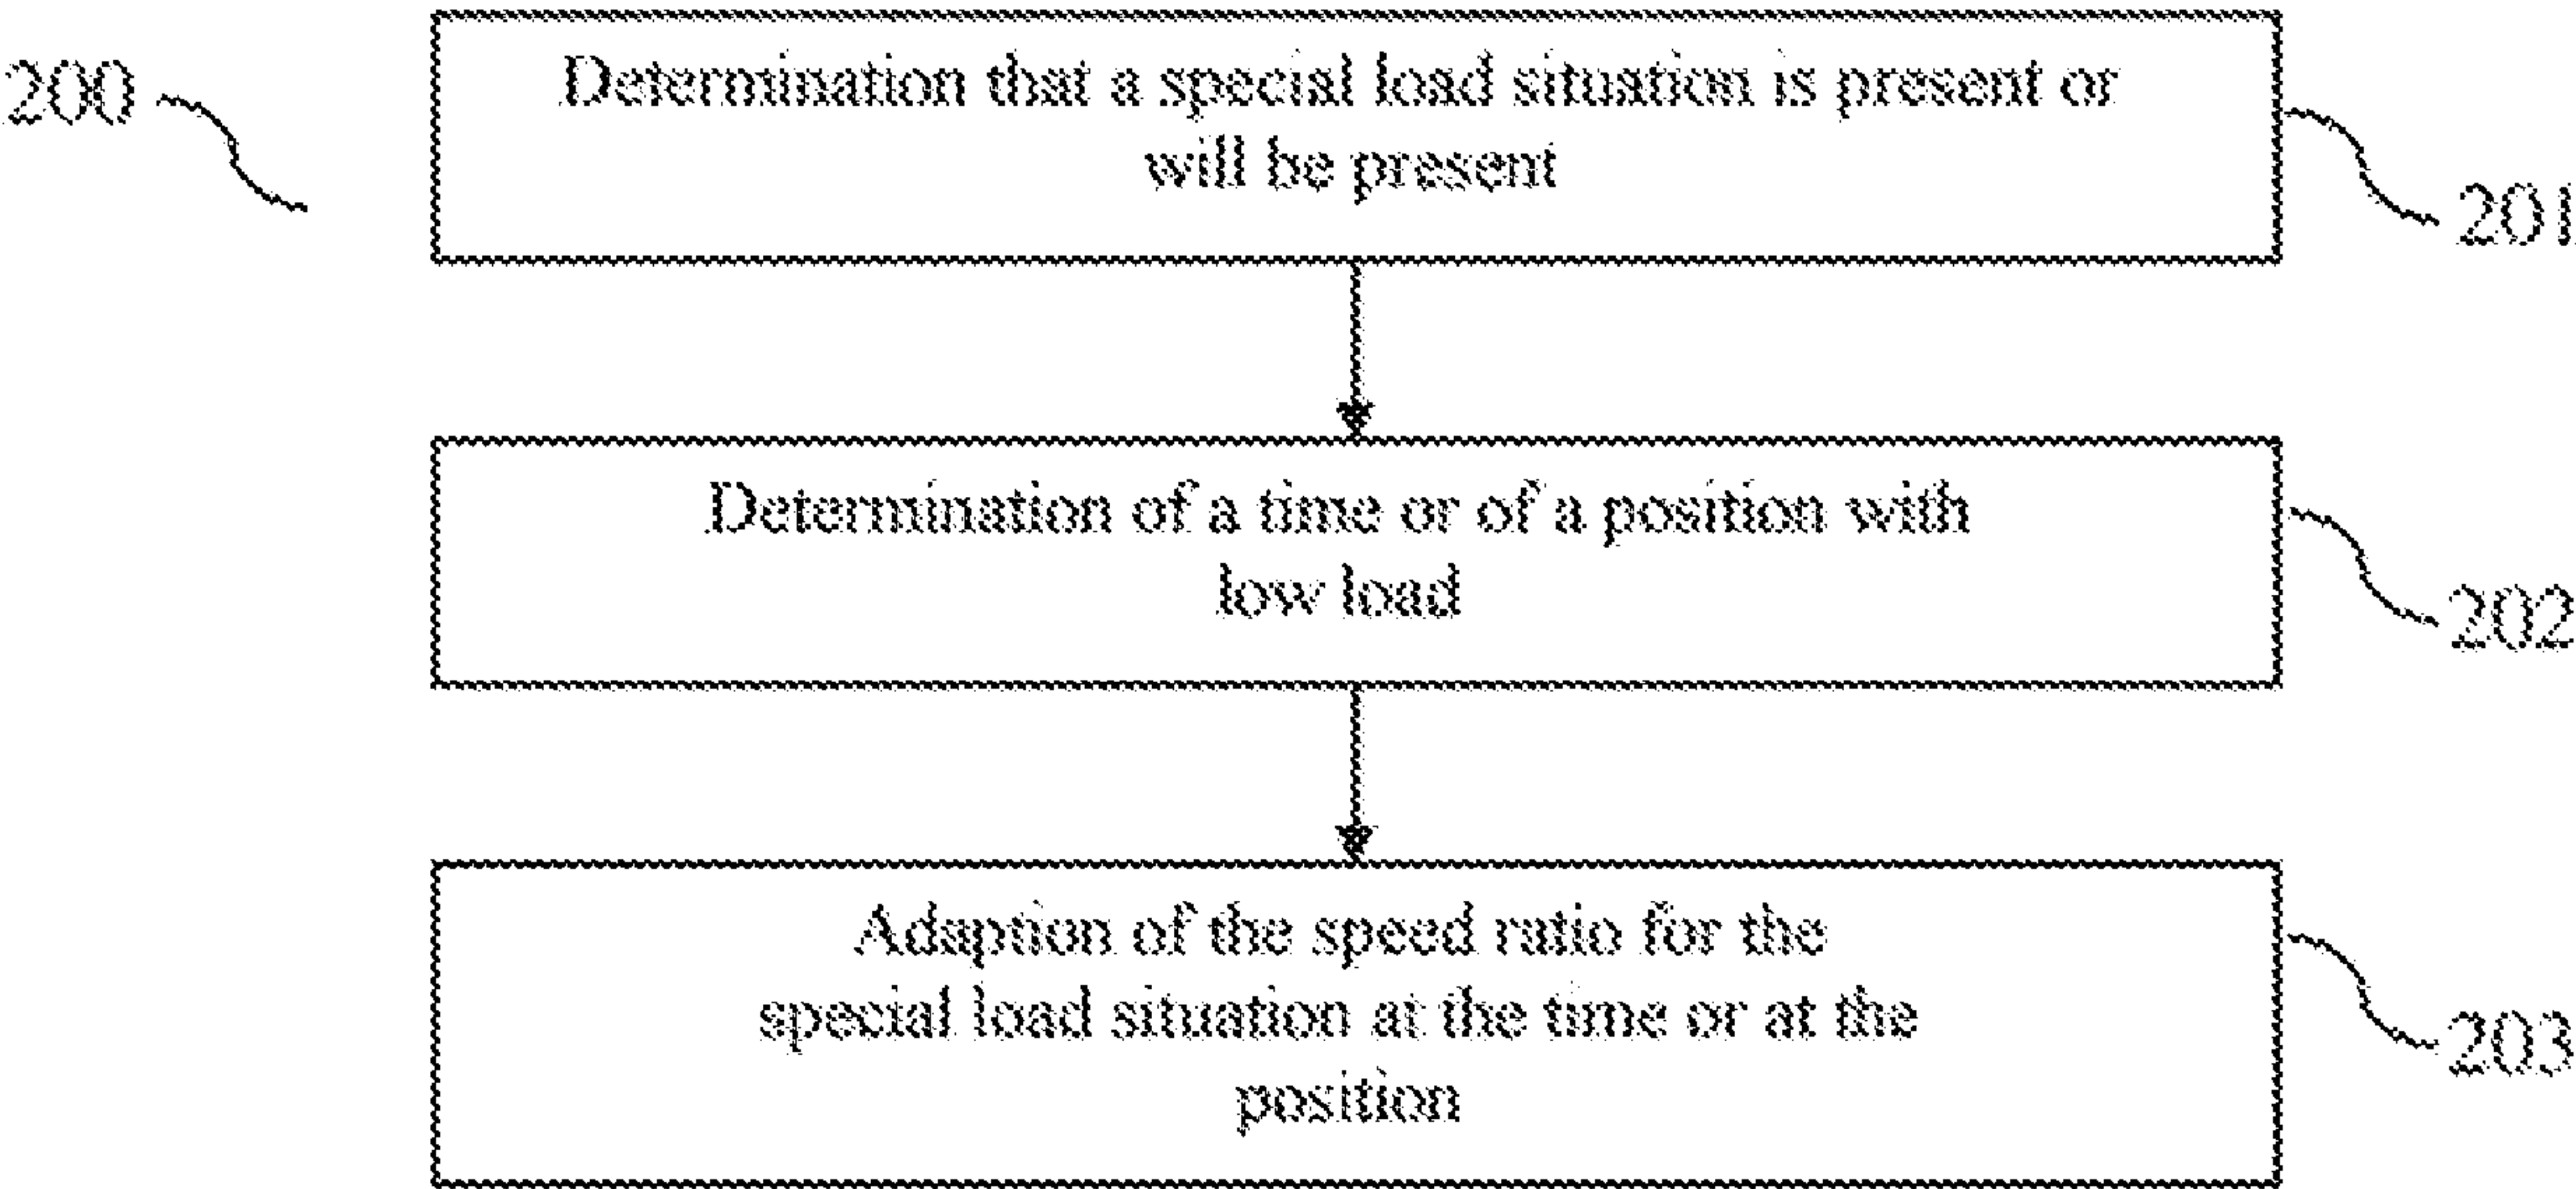 200
Determination that a special load situation is present or
will be present
201
Determination of a time or of a position with
low load
202
Adaption of the speed ratio for the
special load situation at the time or at the
position
203